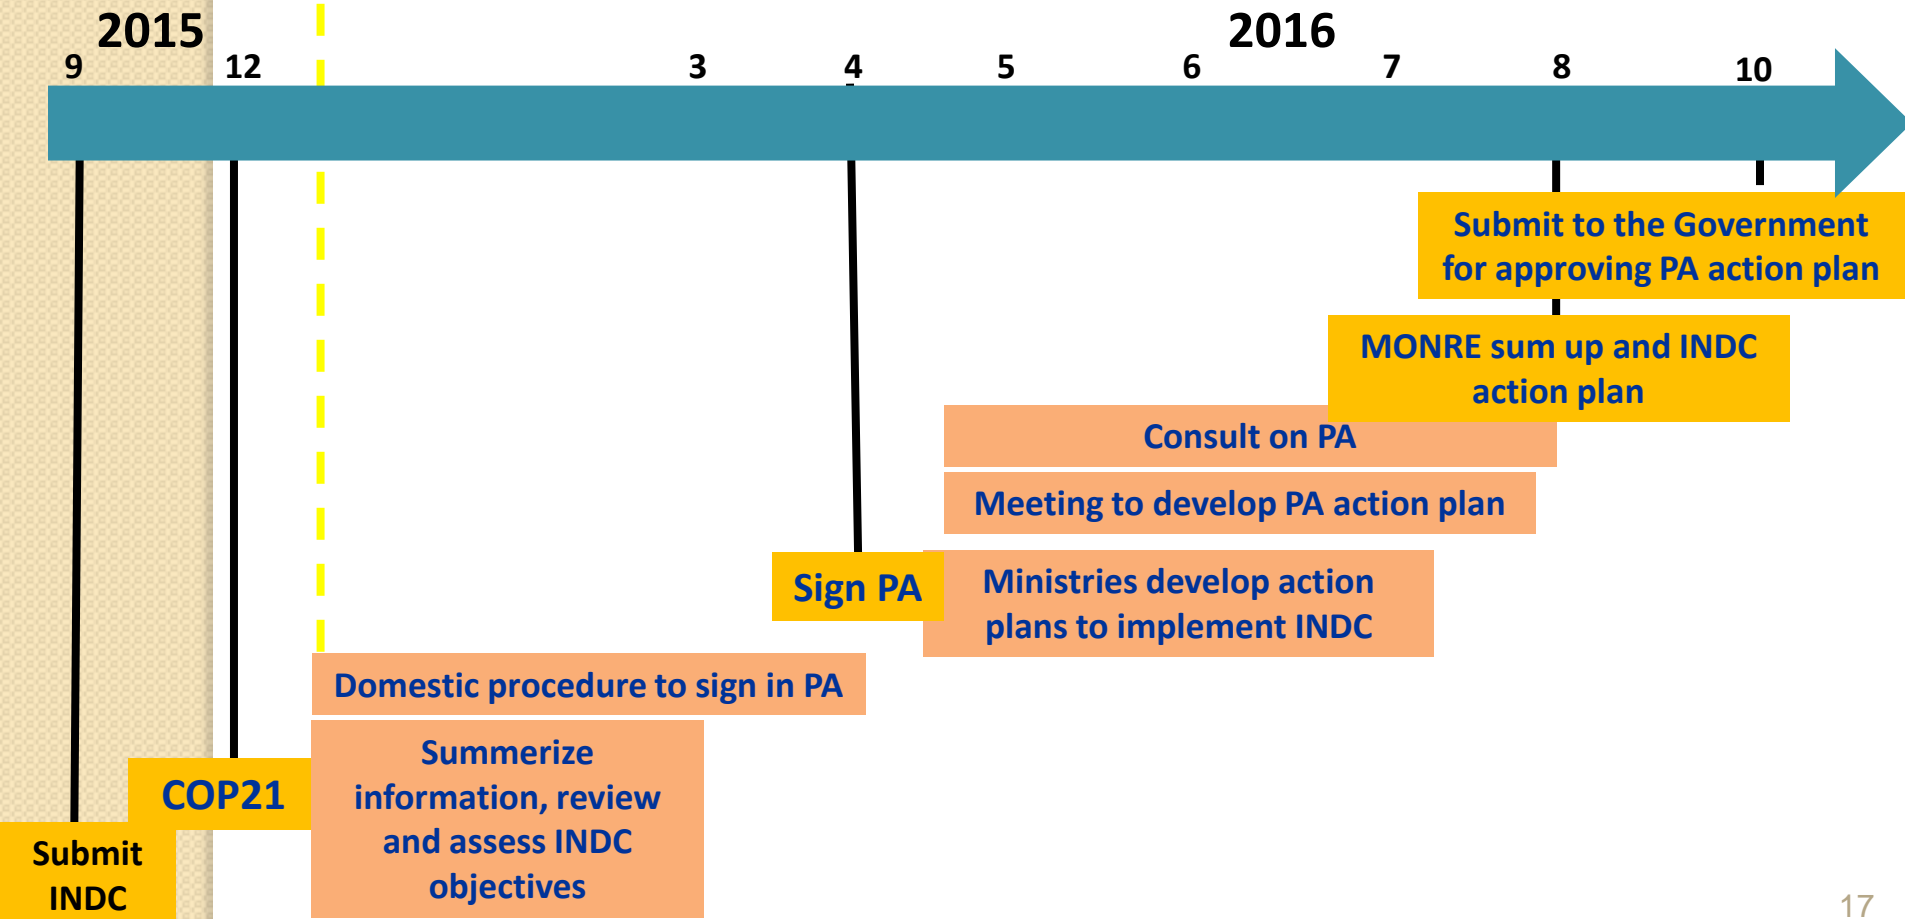 2015
2016
9
12
3
4
5
6
7
8
10
Submit to the Government
for approving PA action plan
MONRE sum up and INDC
action plan
Consult on PA
Meeting to develop PA action plan
Sign PA
Ministries develop action
plans to implement INDC
Domestic procedure to sign in PA
Summerize
information, review
and assess INDC
objectives
COP21
Submit
INDC
17